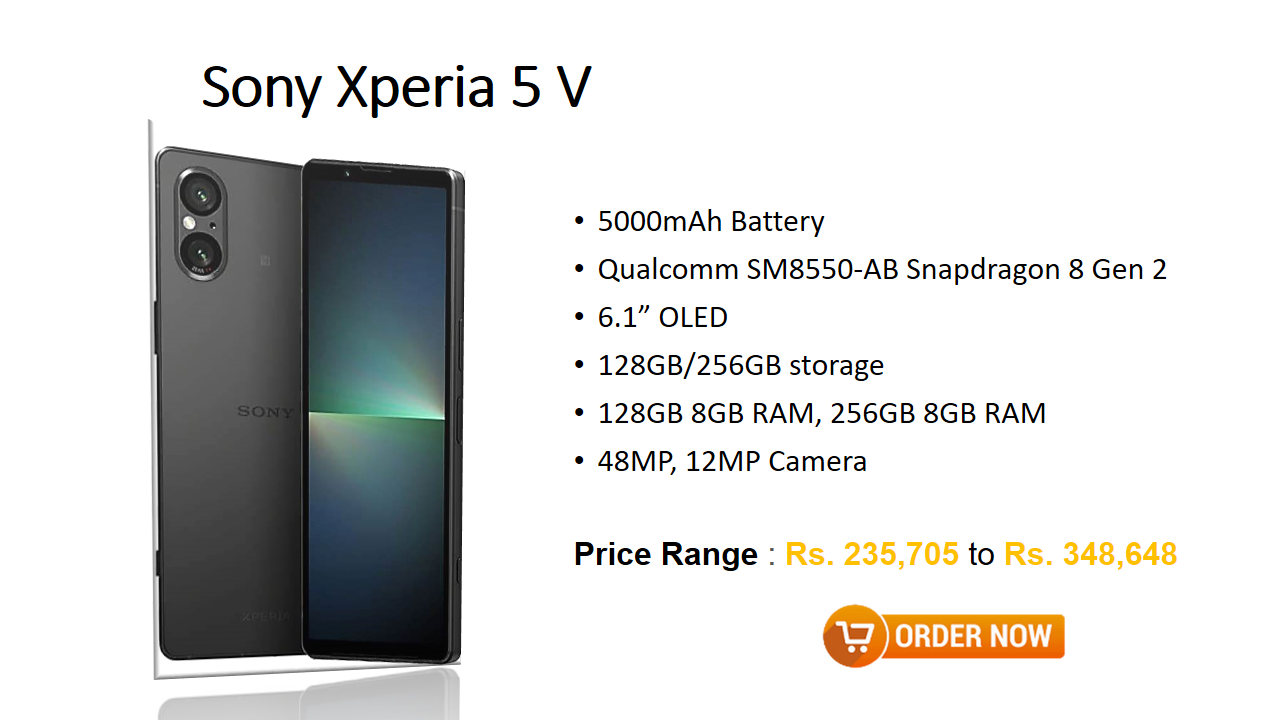 Sony Xperia 5 V
SONY
XPERIA
• 5000mAh Battery
• Qualcomm SM8550-AB Snapdragon 8 Gen 2
• 6.1” OLED
• 128GB/256GB storage
• 128GB 8GB RAM, 256GB 8GB RAM
• 48MP, 12MP Camera
Price Range : Rs. 235,705 to Rs. 348,648
ORDER NOW